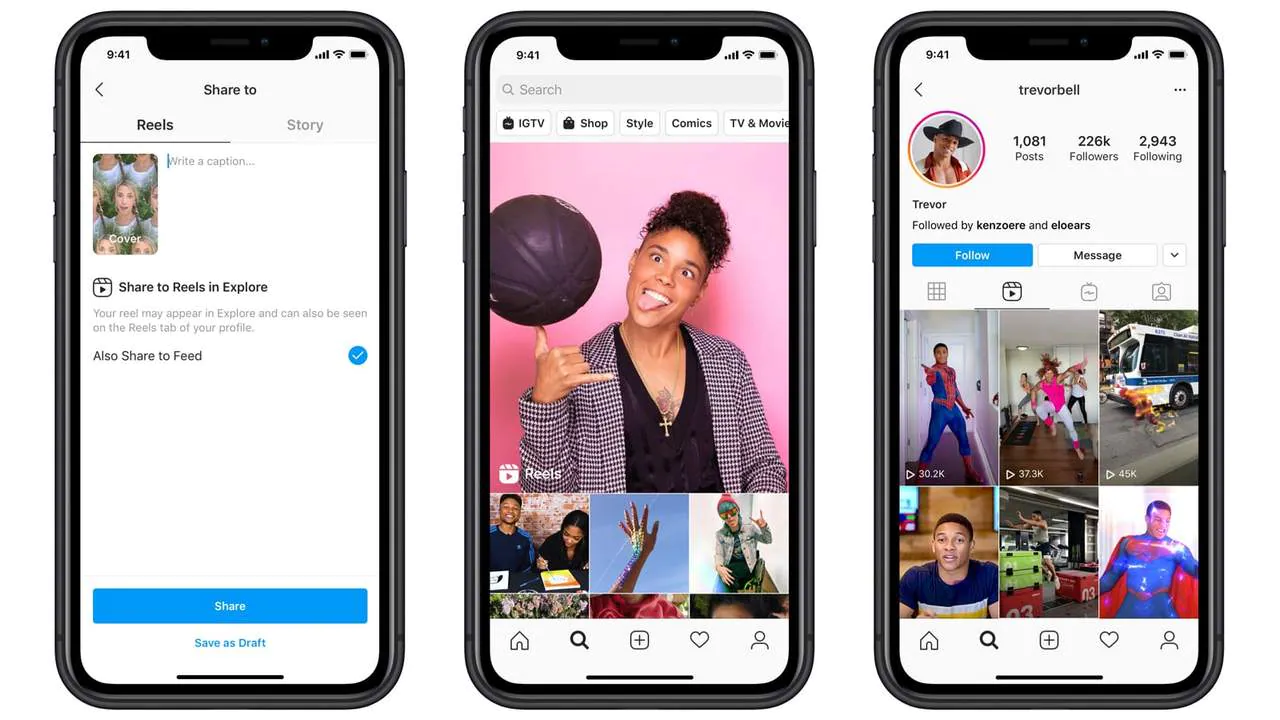 9:41
Share to
Reels
Story
Write a caption...
Cover
Share to Reels in Explore
Your reel may appear in Explore and can also be seen
on the Reels tab of your profile.
Also Share to Feed
Share
Save as Draft
9:41
Search
IGTV
Shop
Style
Comics
TV & Movie
Reels
9:41
trevorbell
1,081
Posts
226k
Followers
2,943
Following
Trevor
Followed by kenzoere and eloears
Follow
Message
30.2K
37.3K
45K
03
03